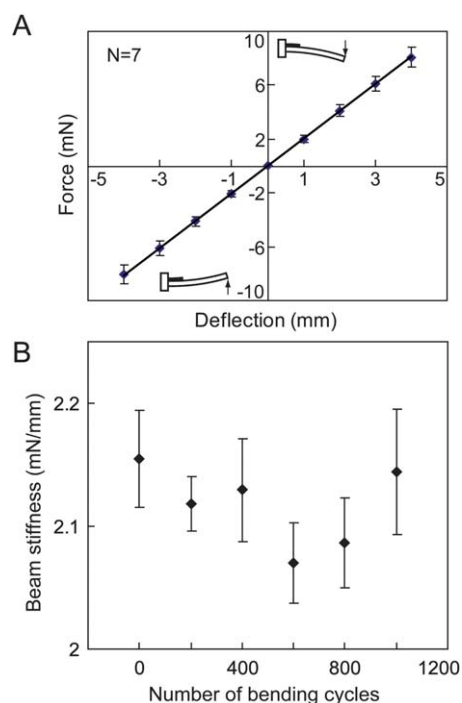 A
N=7
10
6
2
-5 -3 -1 1 3 5
-2
-6
-10
Force (mN)
Deflection (mm)
B
2.2
2.1
2
Beam stiffness (mN/mm)
0 400 800 1200
Number of bending cycles